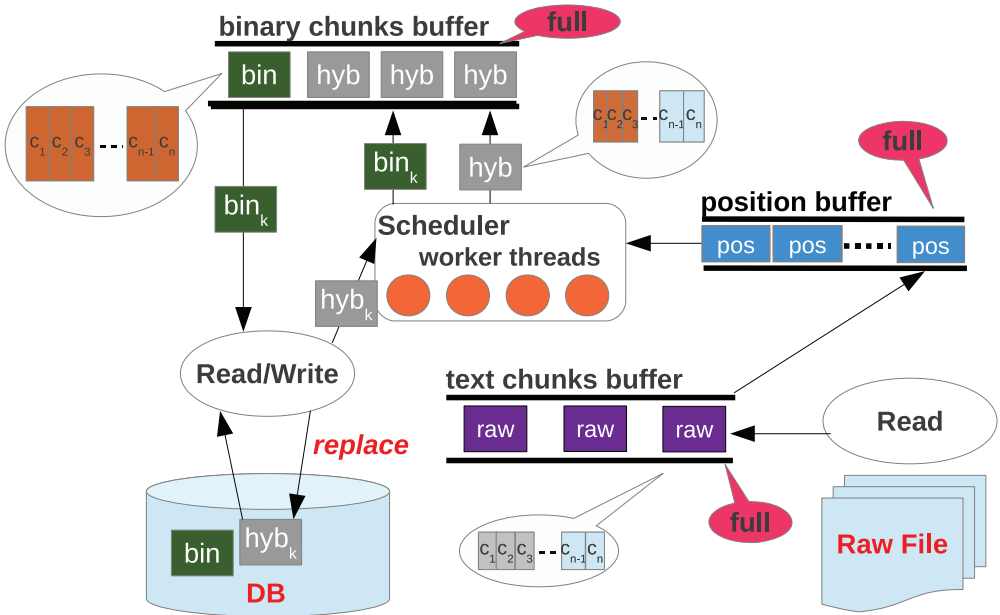 binary chunks buffer
full
bin hyb hyb hyb
c1 c2 c3 --- cn-1 cn
c1 c2 c3 --- cn-1 cn
full
bink
hyb
bink
position buffer
Scheduler
worker threads
pos pos pos
hybk
Read/Write
text chunks buffer
replace
raw raw raw
Read
full
bin
hybk
c1 c2 c3 -- cn-1 cn
Raw File
DB